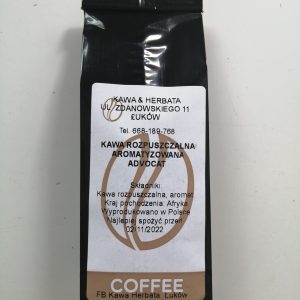 KAWA & HERBATA
UL. ZDANOWSKIEGO 11
ŁUKÓW
Tel. 668-189-768
KAWA ROZPUSZCZALNA
AROMATYZOWANA
ADVOCAT
Składniki:
Kawa rozpuszczalna, aromat
Kraj pochodzenia: Afryka
Wyprodukowano w Polsce
Najlepiej spożyć przed:
02/11/2022
COFFEE
FB Kawa Herbata Łuków